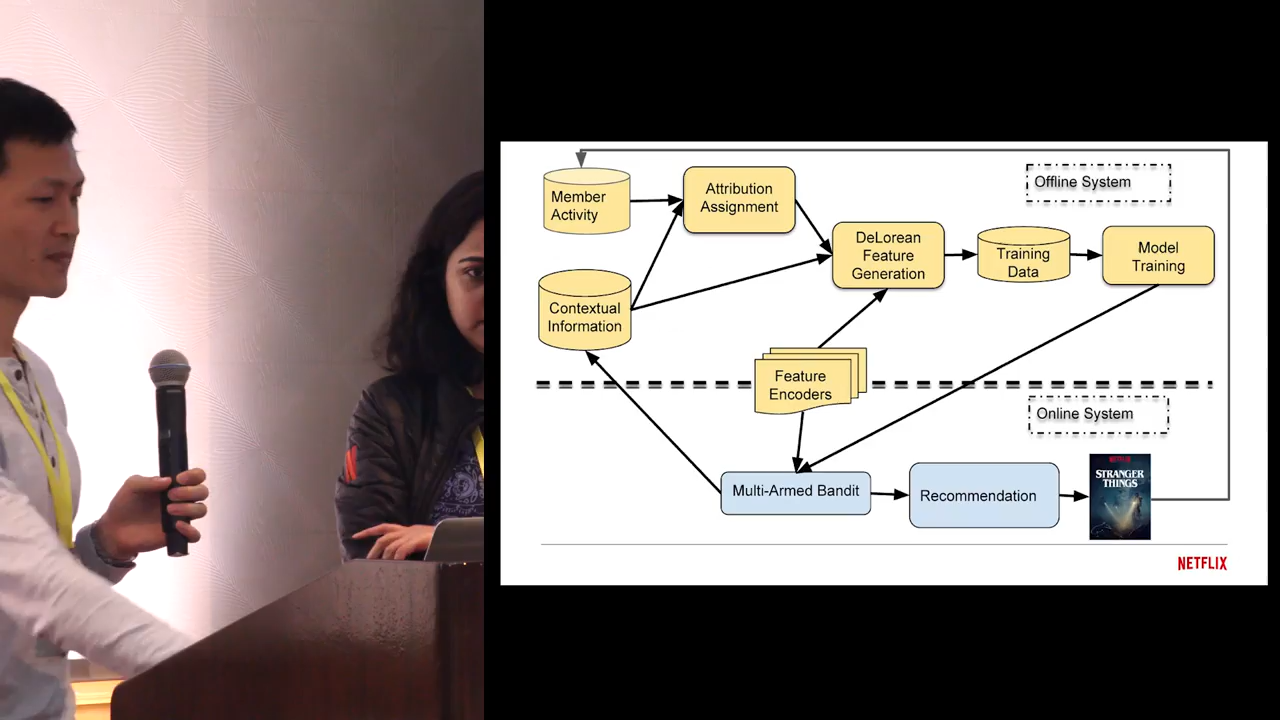 Member
Activity
Attribution
Assignment
Offline System
DeLorean
Feature
Generation
Training
Data
Model
Training
Contextual
Information
Feature
Encoders
Online System
Multi-Armed Bandit
Recommendation
NETFLIX
STRANGER
THINGS
NETFLIX